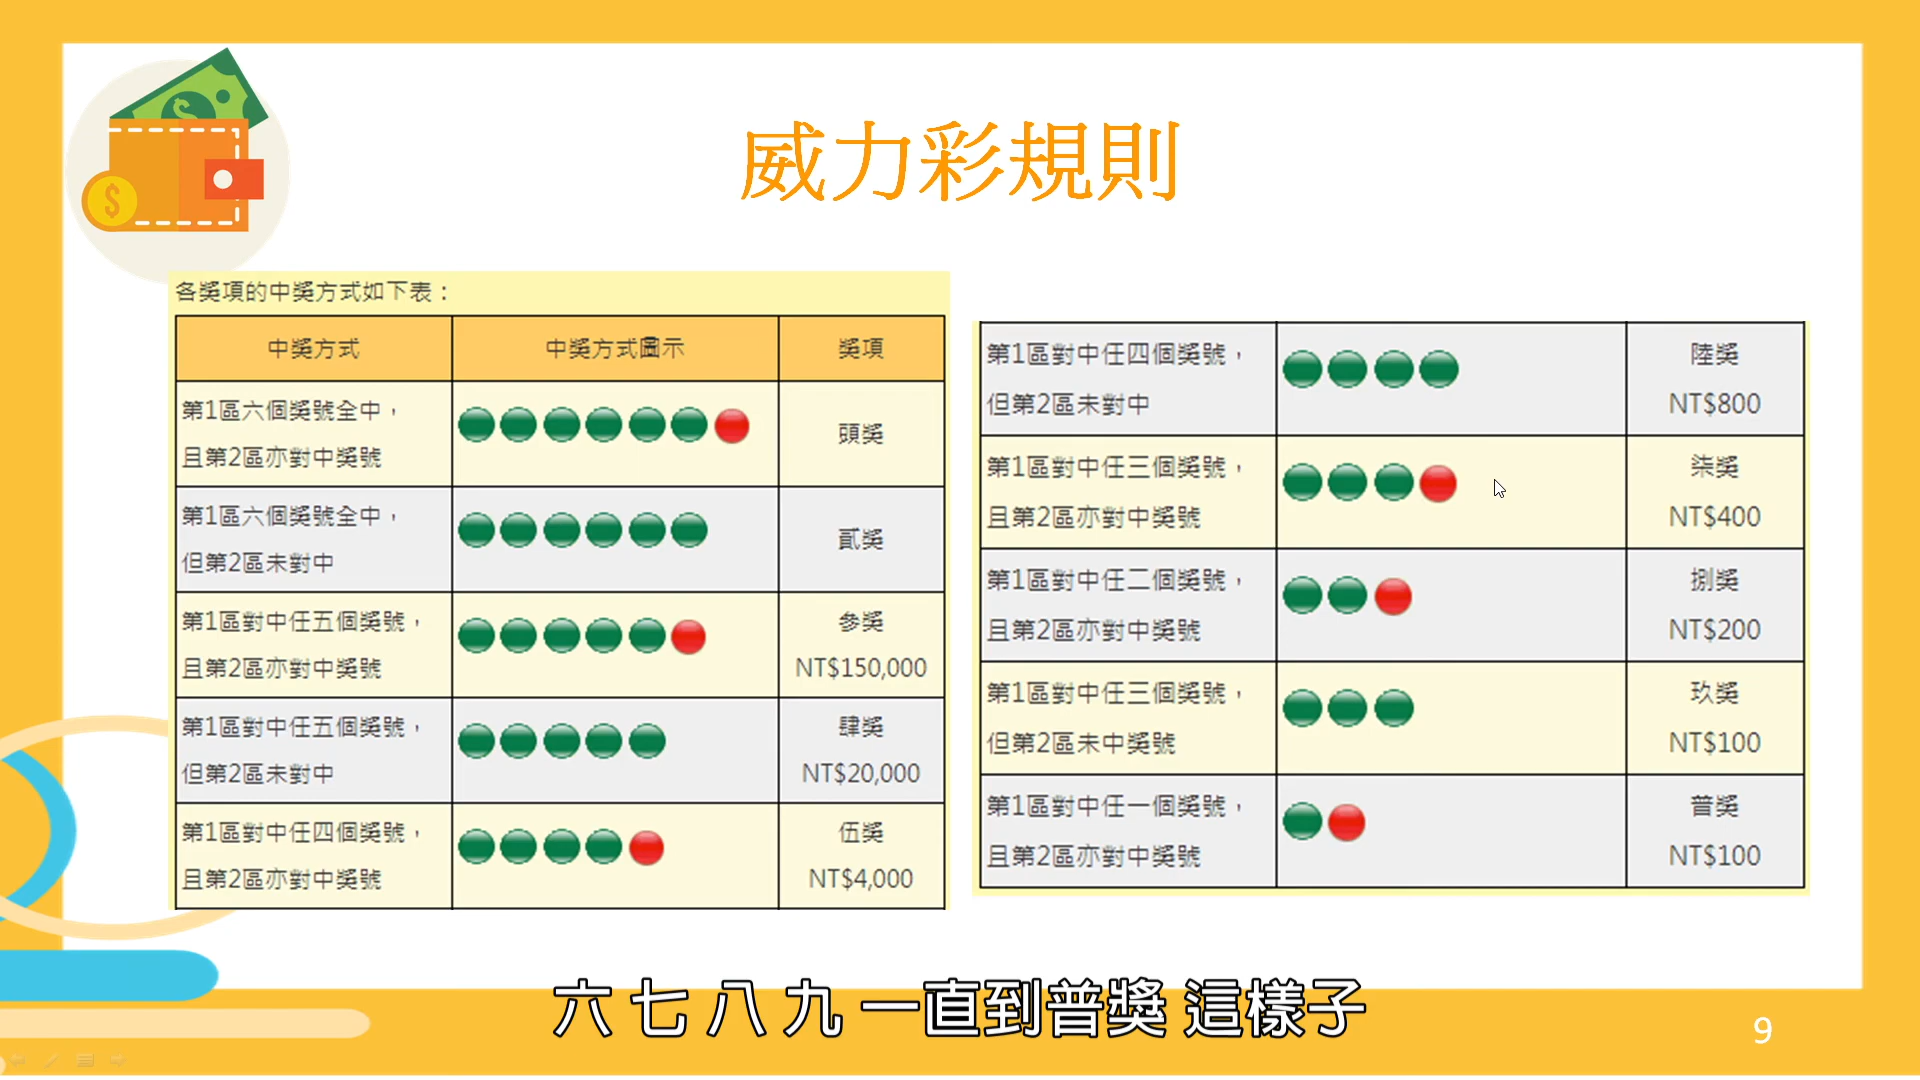 威力彩規則
各獎項的中獎方式如下表：
中獎方式 中獎方式圖示 獎項
第1區六個獎號全中，
且第2區亦對中獎號
頭獎
第1區六個獎號全中，
但第2區未對中
貳獎
第1區對中任五個獎號，
且第2區亦對中獎號
參獎
NT$150,000
第1區對中任五個獎號，
但第2區未對中
肆獎
NT$20,000
第1區對中任四個獎號，
且第2區亦對中獎號
伍獎
NT$4,000
第1區對中任四個獎號，
但第2區未對中
陸獎
NT$800
第1區對中任三個獎號，
且第2區亦對中獎號
柒獎
NT$400
第1區對中任二個獎號，
且第2區亦對中獎號
捌獎
NT$200
第1區對中任三個獎號，
但第2區未中獎號
玖獎
NT$100
第1區對中任一個獎號，
且第2區亦對中獎號
普獎
NT$100
六 七 八 九 一直到普獎 這樣子
9